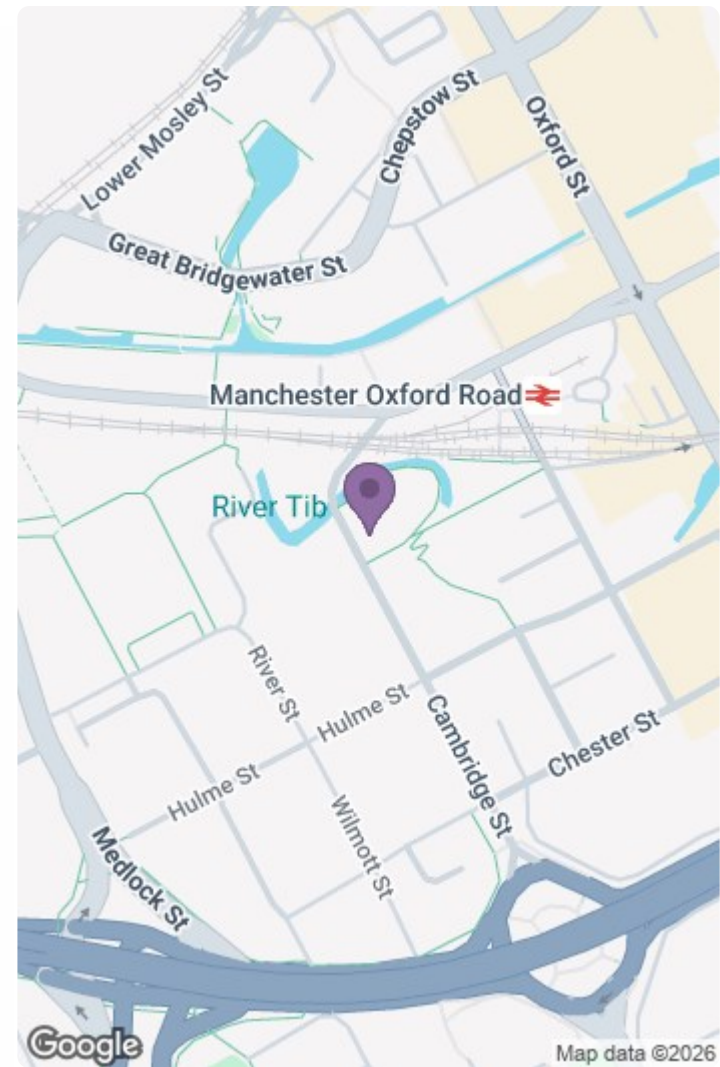 Lower Mosley St
Chepstow St
Oxford St
Great Bridgewater St
Manchester Oxford Road
River Tib
River St
Hulme St
Cambridge St
Chester St
Hulme St
Wilmott St
Medlock St
Google
Map data ©2026